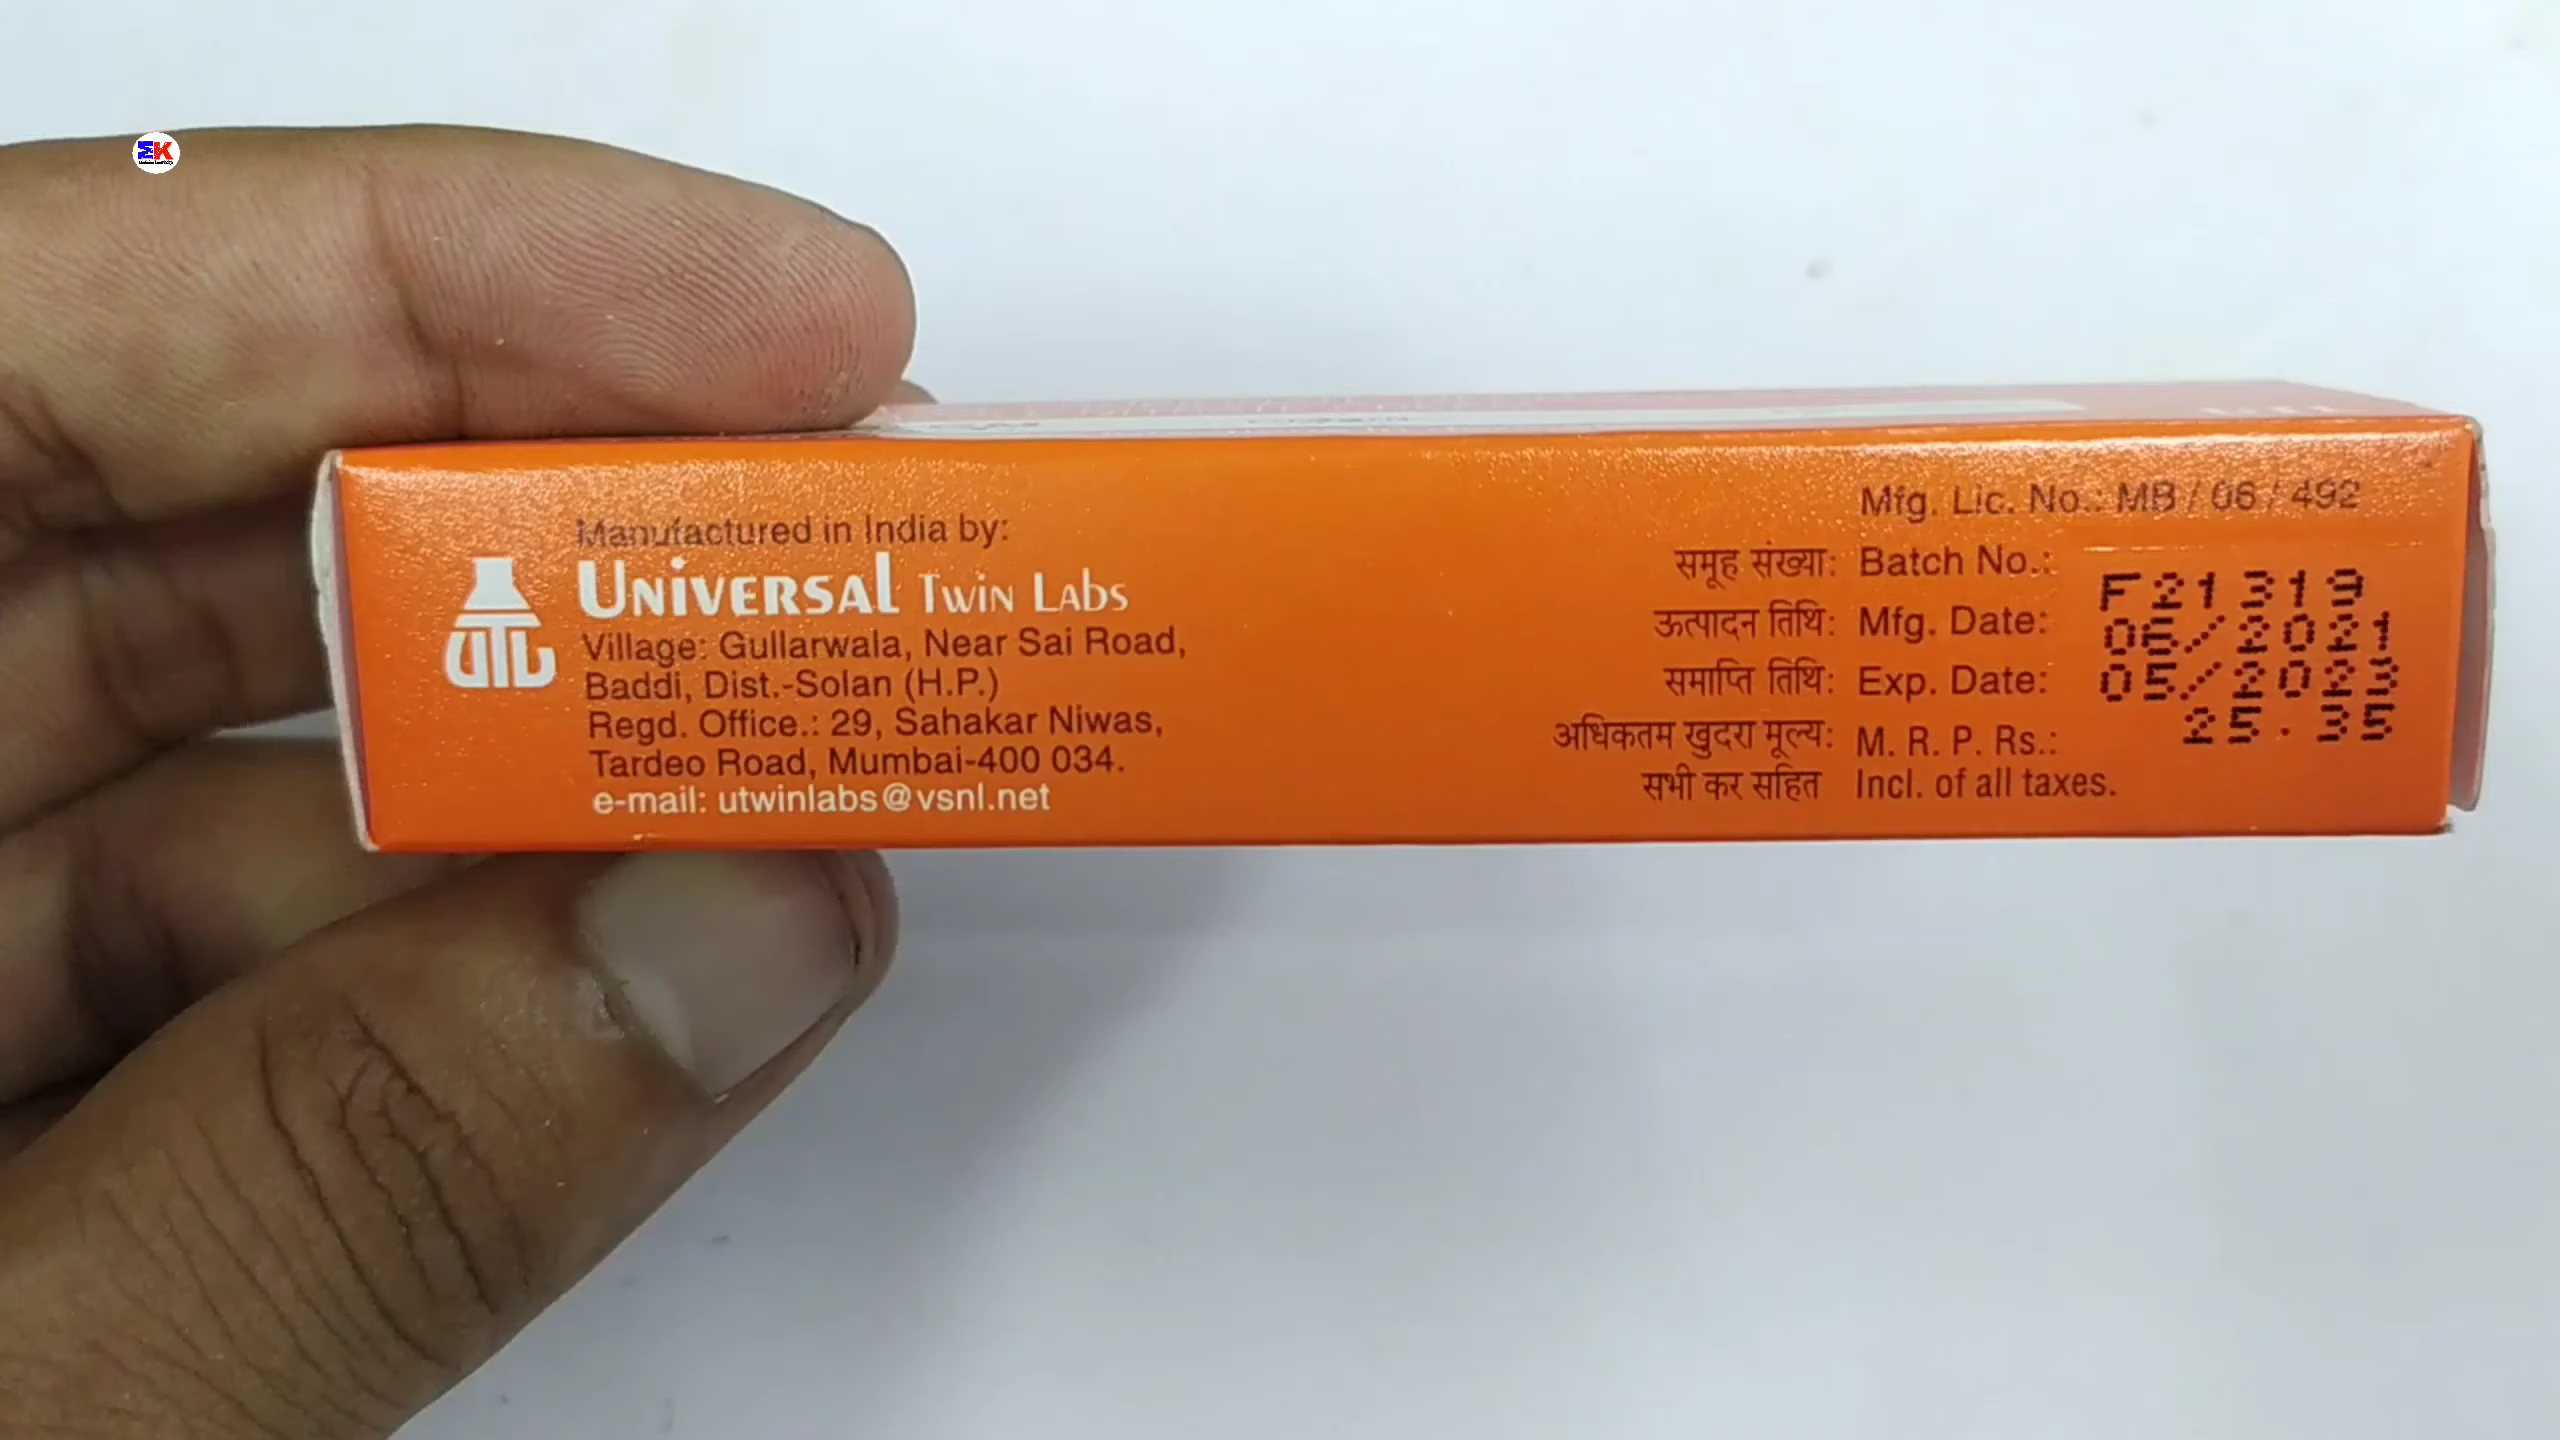 MK
Manufactured in India by:
UNIVERSAL TWIN LABS
UTL
Village: Gullarwala, Near Sai Road,
Baddi, Dist.-Solan (H.P.)
Regd. Office.: 29, Sahakar Niwas,
Tardeo Road, Mumbai-400 034.
e-mail: utwinlabs@vsnl.net
Mfg. Lic. No.: MB / 06 / 492
समूह संख्या: Batch No.: F21319
ऊत्पादन तिथि: Mfg. Date: 06/2021
समाप्ति तिथि: Exp. Date: 05/2023
अधिकतम खुदरा मूल्य: M. R. P. Rs.: 25.35
सभी कर सहित Incl. of all taxes.